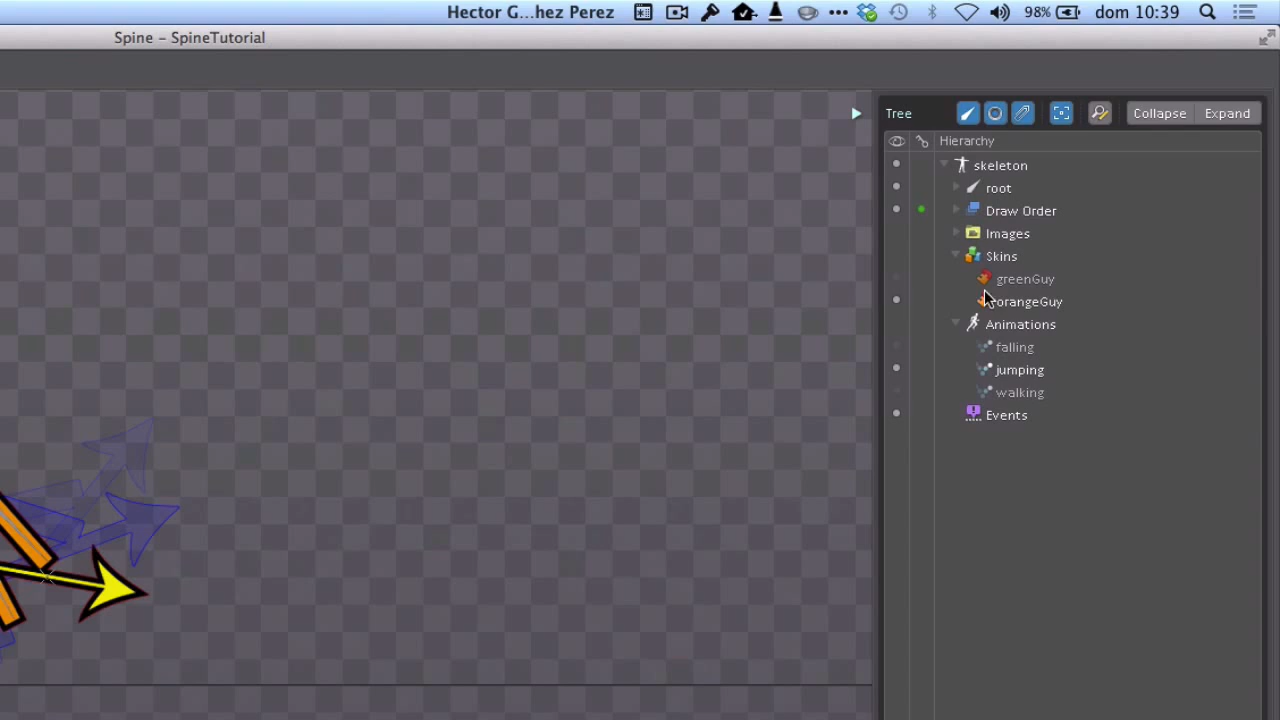 Hector G...hez Perez 98% dom 10:39
Spine – SpineTutorial
Tree Collapse Expand
Hierarchy
skeleton
root
Draw Order
Images
Skins
greenGuy
orangeGuy
Animations
falling
jumping
walking
Events